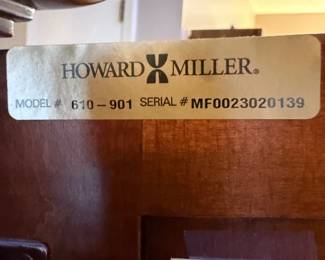 HOWARD MILLER®
MODEL # 610-901 SERIAL # MF0023020139